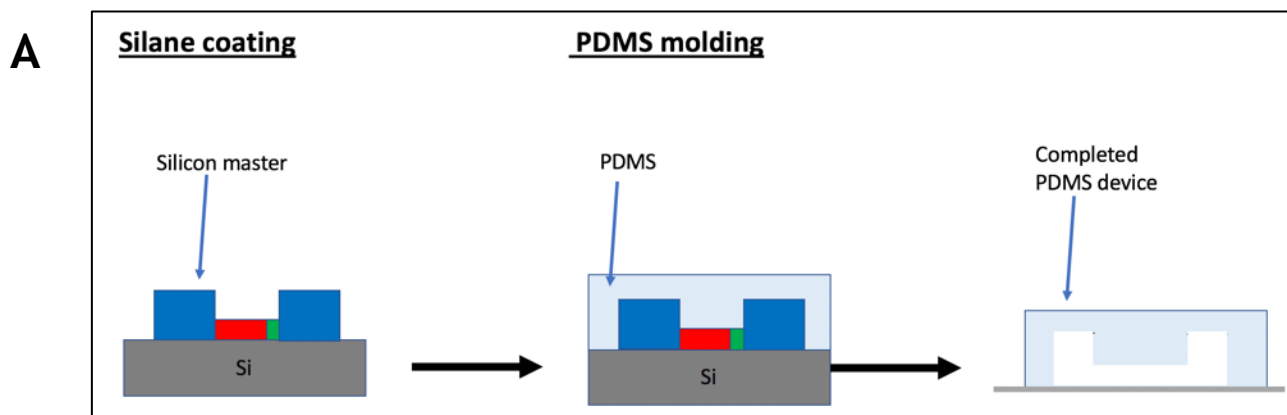 A
Silane coating
PDMS molding
Silicon master
PDMS
Completed
PDMS device
Si
Si